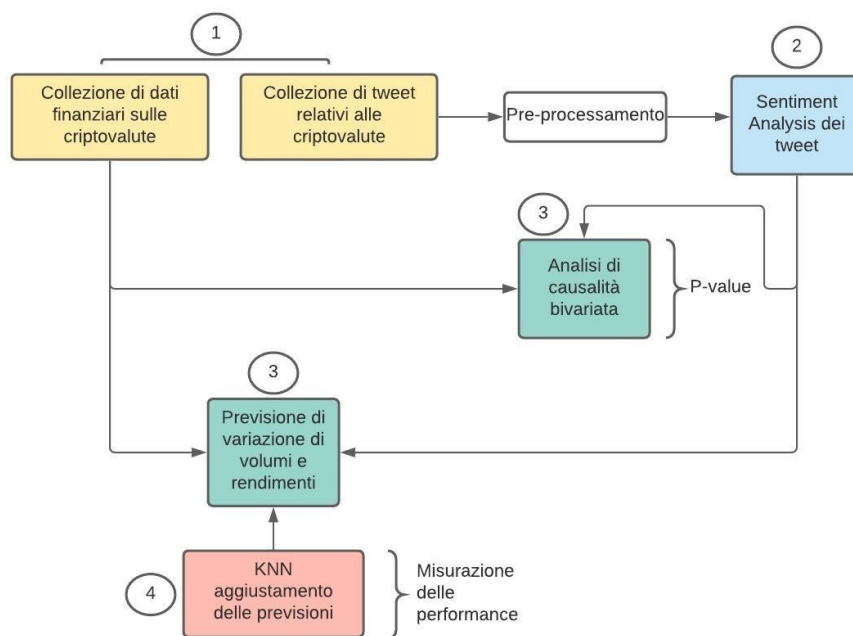 1
Collezione di dati
finanziari sulle
criptovalute
Collezione di tweet
relativi alle
criptovalute
Pre-processamento
2
Sentiment
Analysis dei
tweet
3
Analisi di
causalità
bivariata
P-value
3
Previsione di
variazione di
volumi e
rendimenti
4
KNN
aggiustamento
delle previsioni
Misurazione
delle
performance